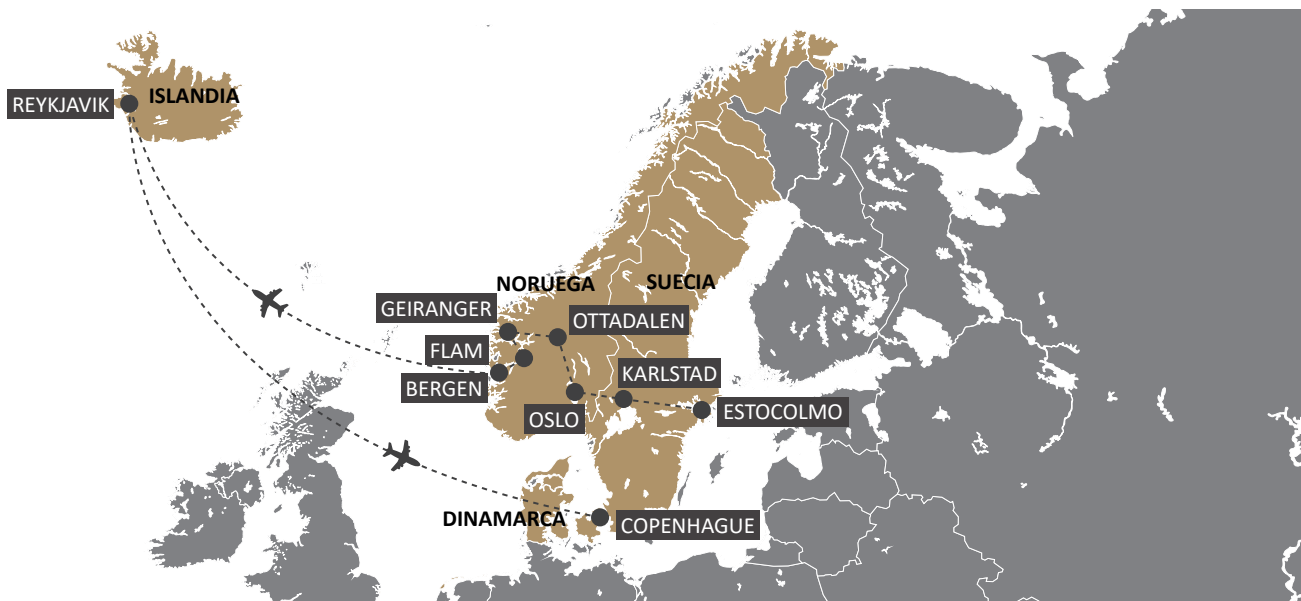 REYKJAVIK
ISLANDIA
NORUEGA
SUECIA
GEIRANGER
OTTADALEN
FLAM
KARLSTAD
BERGEN
OSLO
ESTOCOLMO
DINAMARCA
COPENHAGUE